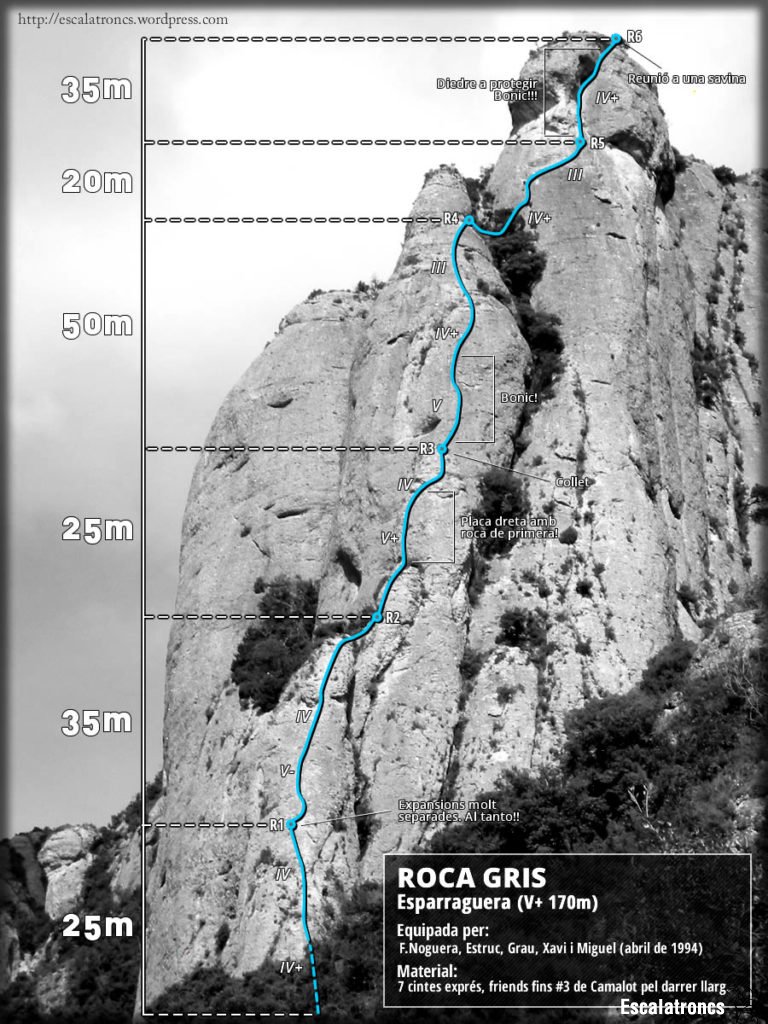 http://escalatroncs.wordpress.com
R6
35m
Diedre a protegir
Bonic!!!
Reunió a una savina
IV+
R5
20m
III
R4
IV+
III
50m
IV+
V
Bonic!
R3
Collet
IV
25m
V+
Placa dreta amb
roca de primera!
R2
35m
IV
V-
Expansions molt
separades. Al tanto!!
R1
IV
25m
IV+
ROCA GRIS
Esparraguera (V+ 170m)
Equipada per:
F.Noguera, Estruc, Grau, Xavi i Miguel (abril de 1994)
Material:
7 cintes exprés, friends fins #3 de Camalot pel darrer llarg
Escalatroncs